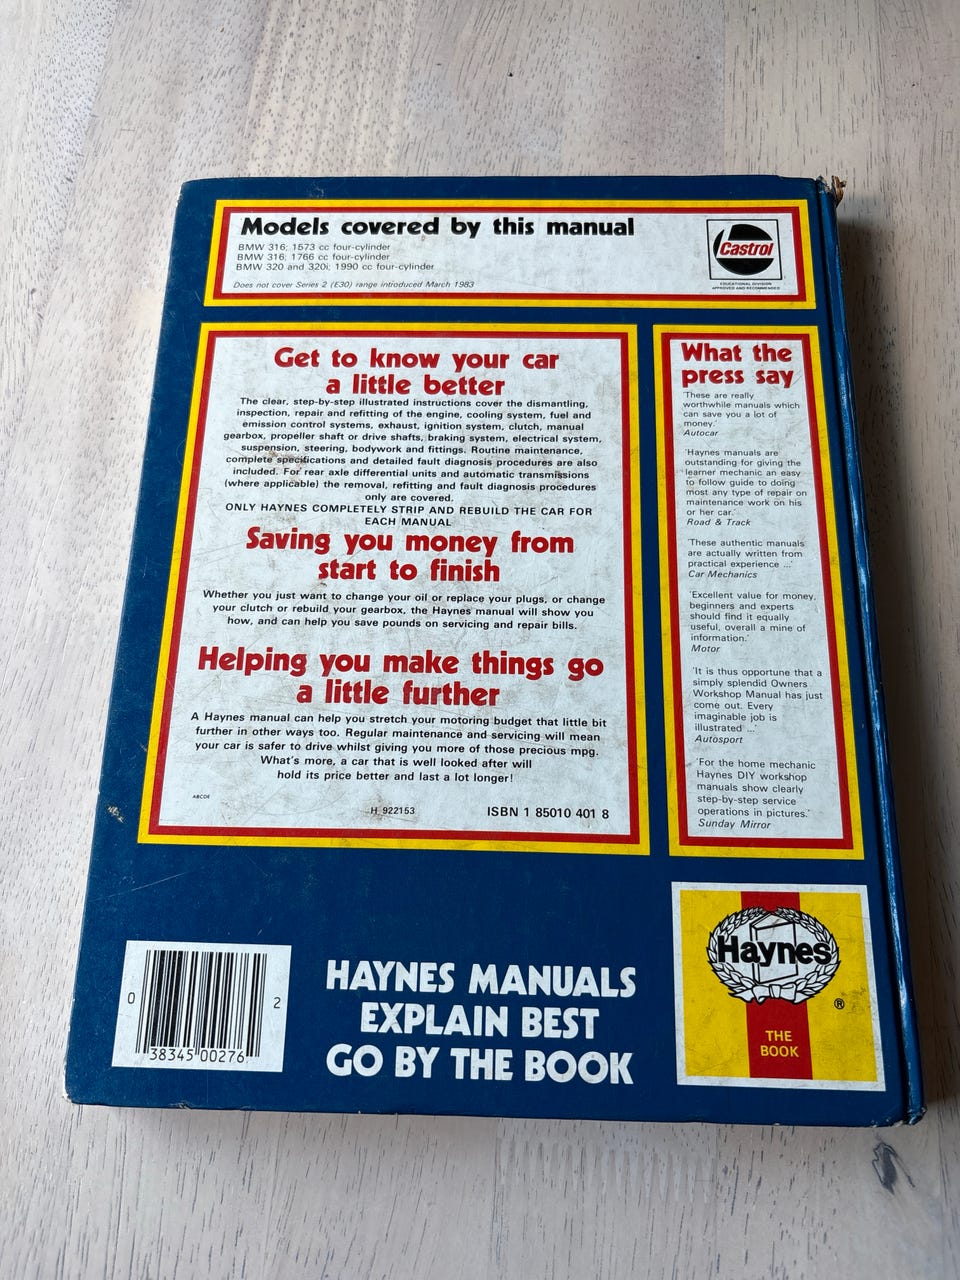 Models covered by this manual
BMW 316; 1573 cc four-cylinder
BMW 316; 1766 cc four-cylinder
BMW 320 and 320i; 1990 cc four-cylinder
Does not cover Series 2 (E30) range introduced March 1983
Castrol
EDUCATIONAL DIVISION
APPROVED AND RECOMMENDED
Get to know your car
a little better
The clear, step-by-step illustrated instructions cover the dismantling,
inspection, repair and refitting of the engine, cooling system, fuel and
emission control systems, exhaust, ignition system, clutch, manual
gearbox, propeller shaft or drive shafts, braking system, electrical system,
suspension, steering, bodywork and fittings. Routine maintenance,
complete specifications and detailed fault diagnosis procedures are also
included. For rear axle differential units and automatic transmissions
(where applicable) the removal, refitting and fault diagnosis procedures
only are covered.
ONLY HAYNES COMPLETELY STRIP AND REBUILD THE CAR FOR
EACH MANUAL
Saving you money from
start to finish
Whether you just want to change your oil or replace your plugs, or change
your clutch or rebuild your gearbox, the Haynes manual will show you
how, and can help you save pounds on servicing and repair bills.
Helping you make things go
a little further
A Haynes manual can help you stretch your motoring budget that little bit
further in other ways too. Regular maintenance and servicing will mean
your car is safer to drive whilst giving you more of those precious mpg.
What's more, a car that is well looked after will
hold its price better and last a lot longer!
ABCDE
H 922153
ISBN 1 85010 401 8
What the
press say
'These are really
worthwhile manuals which
can save you a lot of
money.'
Autocar
'Haynes manuals are
outstanding for giving the
learner mechanic an easy
to follow guide to doing
most any type of repair on
maintenance work on his
or her car.'
Road & Track
'These authentic manuals
are actually written from
practical experience ...'
Car Mechanics
'Excellent value for money,
beginners and experts
should find it equally
useful, overall a mine of
information.'
Motor
'It is thus opportune that a
simply splendid Owners
Workshop Manual has just
come out. Every
imaginable job is
illustrated ...'
Autosport
'For the home mechanic
Haynes DIY workshop
manuals show clearly
step-by-step service
operations in pictures.'
Sunday Mirror
0 38345 00276 2
HAYNES MANUALS
EXPLAIN BEST
GO BY THE BOOK
Haynes
®
THE
BOOK